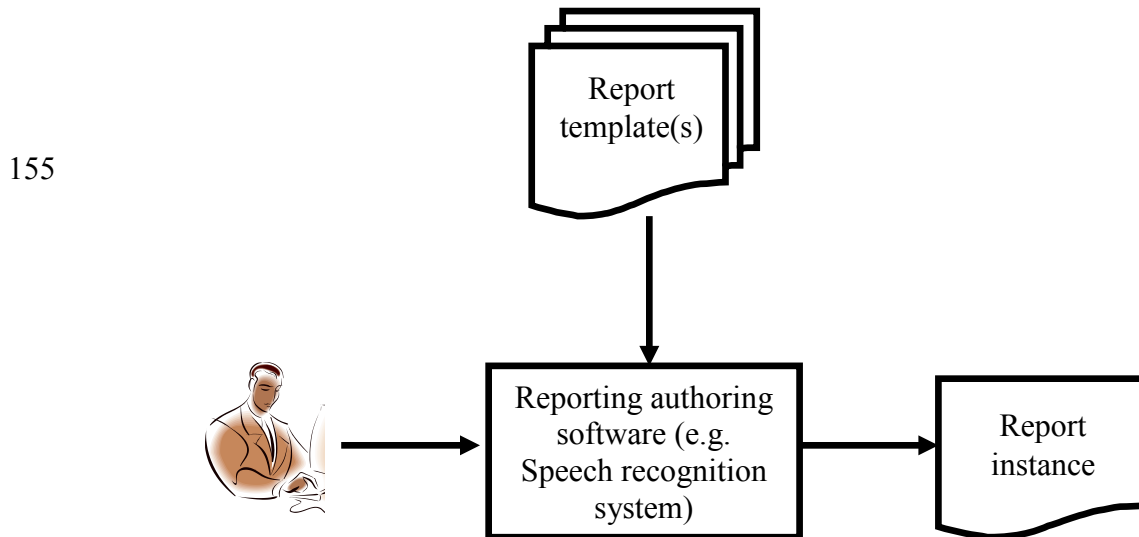 Report
template(s)
155
Reporting authoring
software (e.g.
Speech recognition
system)
Report
instance